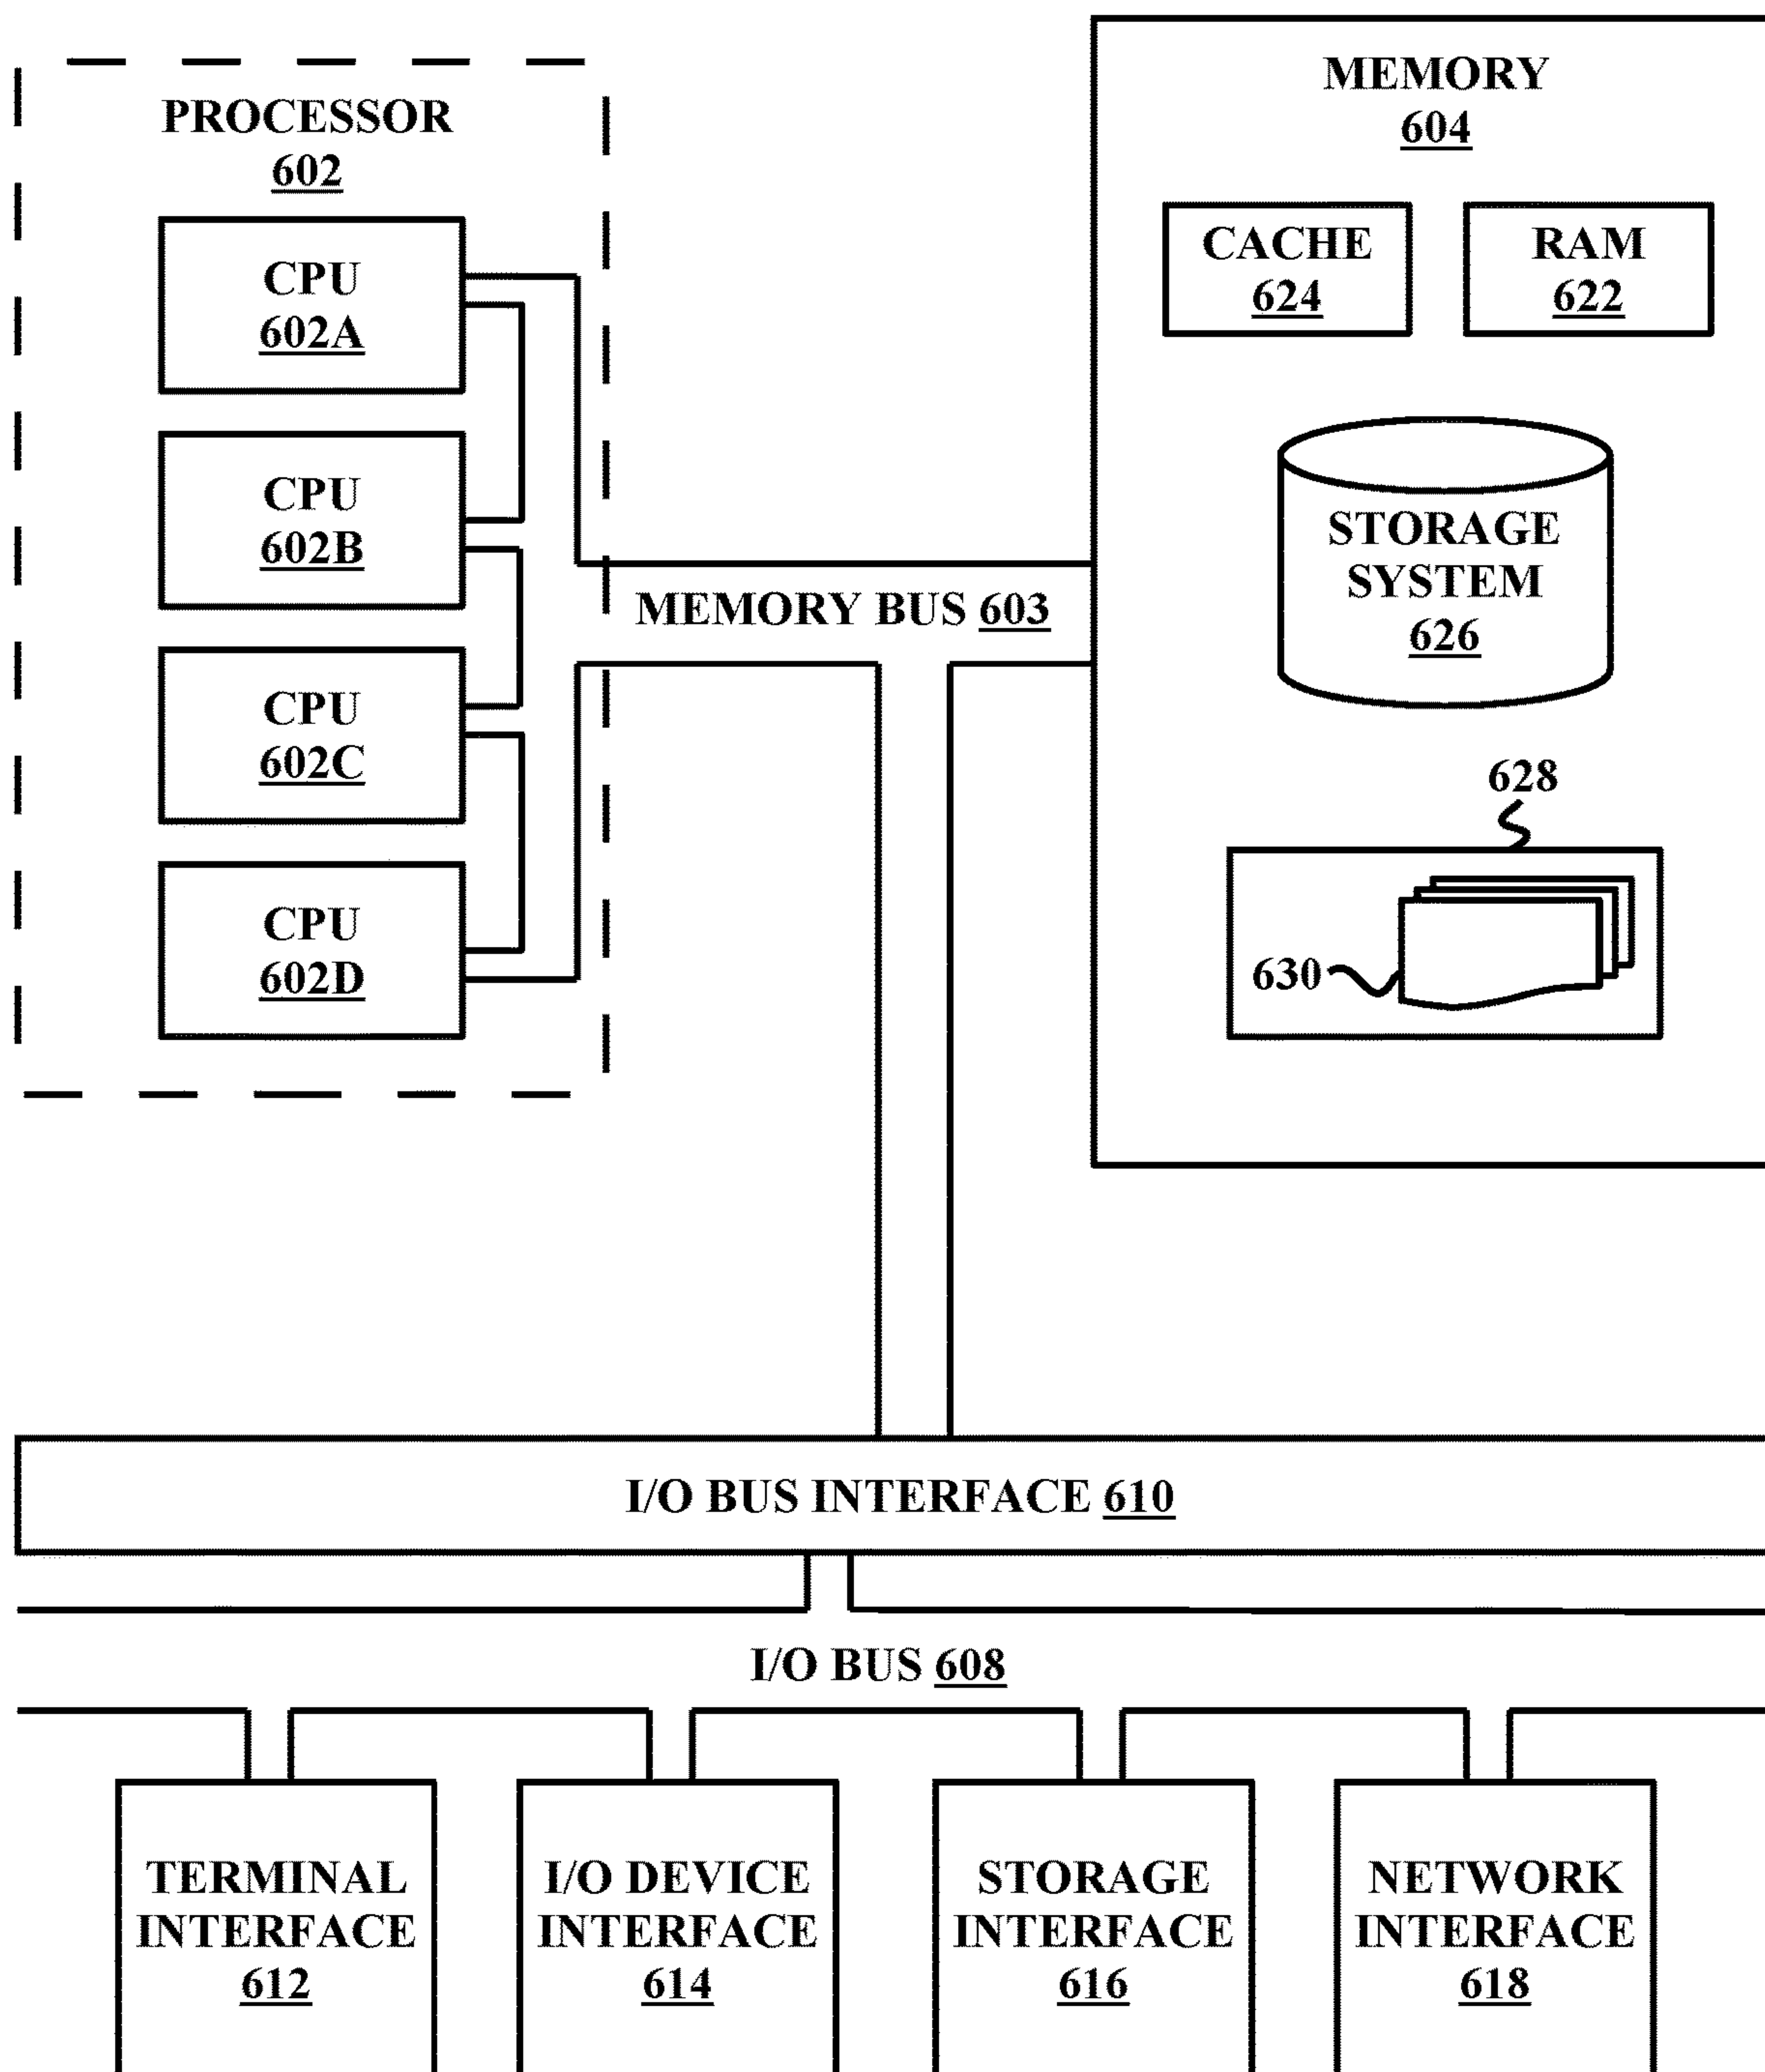 PROCESSOR
602
CPU
602A
CPU
602B
CPU
602C
CPU
602D
MEMORY BUS 603
MEMORY
604
CACHE
624
RAM
622
STORAGE
SYSTEM
626
628
630
I/O BUS INTERFACE 610
I/O BUS 608
TERMINAL
INTERFACE
612
I/O DEVICE
INTERFACE
614
STORAGE
INTERFACE
616
NETWORK
INTERFACE
618